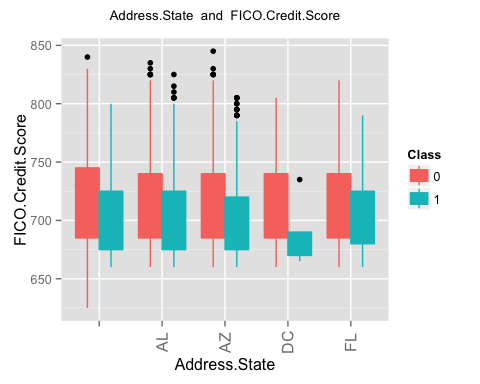 Address.State and FICO.Credit.Score
850
800
750
700
650
FICO.Credit.Score
AL
AZ
DC
FL
Address.State
Class
0
1